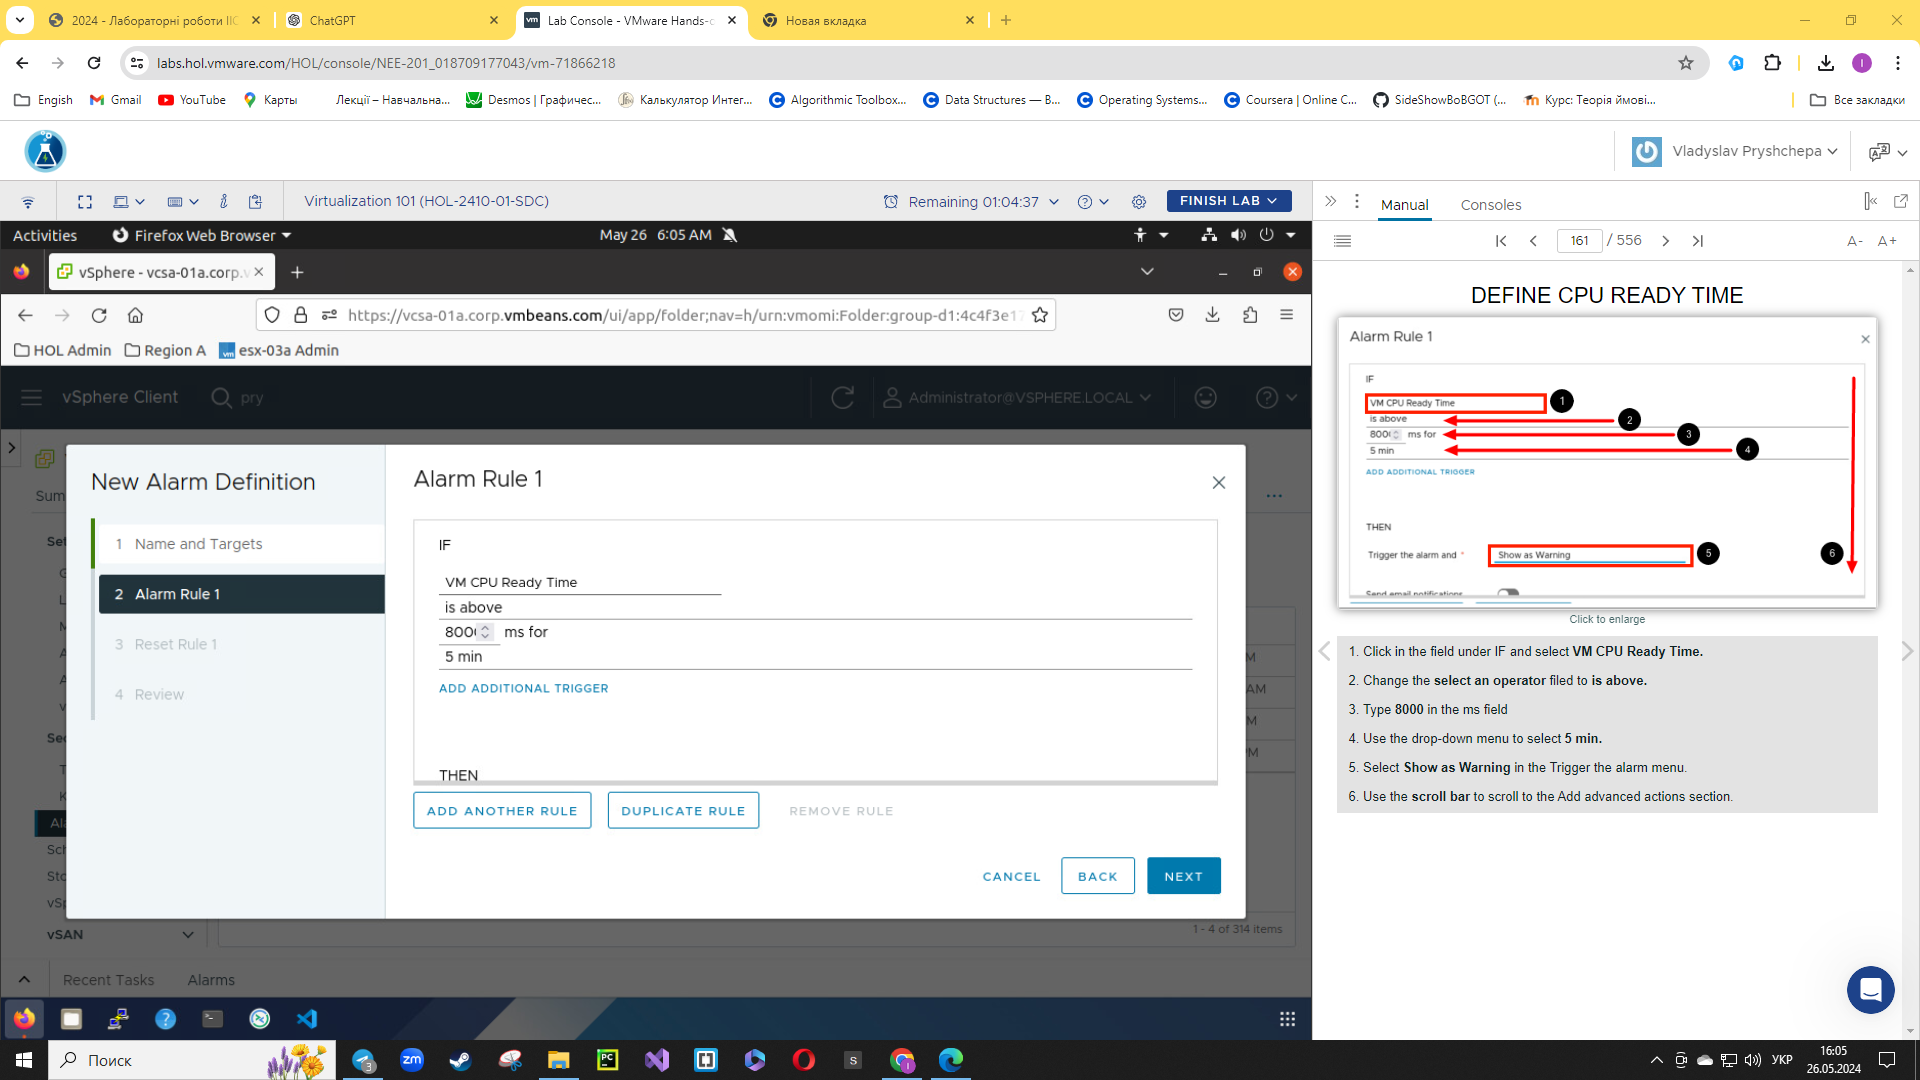 2024 - Лабораторні роботи ІІС
ChatGPT
Lab Console - VMware Hands-o
Новая вкладка
labs.hol.vmware.com/HOL/console/NEE-201_018709177043/vm-71866218
Engish
Gmail
YouTube
Карты
Лекції – Навчальна...
Desmos | Графичес...
Калькулятор Интег...
Algorithmic Toolbox...
Data Structures — В...
Operating Systems...
Coursera | Online C...
SideShowBoBGOT (...
Курс: Теорія ймові...
Все закладки
Vladyslav Pryshchepa
Virtualization 101 (HOL-2410-01-SDC)
Remaining 01:04:37
FINISH LAB
Manual
Consoles
Activities
Firefox Web Browser
May 26 6:05 AM
161 / 556
A-
A+
vSphere - vcsa-01a.corp.v
https://vcsa-01a.corp.vmbeans.com/ui/app/folder;nav=h/urn:vmomi:Folder:group-d1:4c4f3e17
HOL Admin
Region A
esx-03a Admin
vSphere Client
pry
Administrator@VSPHERE.LOCAL
Sum
New Alarm Definition
1 Name and Targets
2 Alarm Rule 1
3 Reset Rule 1
4 Review
Alarm Rule 1
IF
VM CPU Ready Time
is above
8000 ms for
5 min
ADD ADDITIONAL TRIGGER
THEN
ADD ANOTHER RULE
DUPLICATE RULE
REMOVE RULE
CANCEL
BACK
NEXT
vSAN
1 - 4 of 314 items
Recent Tasks
Alarms
DEFINE CPU READY TIME
Alarm Rule 1
IF
VM CPU Ready Time
1
is above
2
8000 ms for
3
5 min
4
ADD ADDITIONAL TRIGGER
THEN
Trigger the alarm and *
Show as Warning
5
6
Send email notifications
Click to enlarge
1. Click in the field under IF and select VM CPU Ready Time.
2. Change the select an operator filed to is above.
3. Type 8000 in the ms field
4. Use the drop-down menu to select 5 min.
5. Select Show as Warning in the Trigger the alarm menu.
6. Use the scroll bar to scroll to the Add advanced actions section.
Поиск
3
zm
PC
S
УКР
16:05
26.05.2024